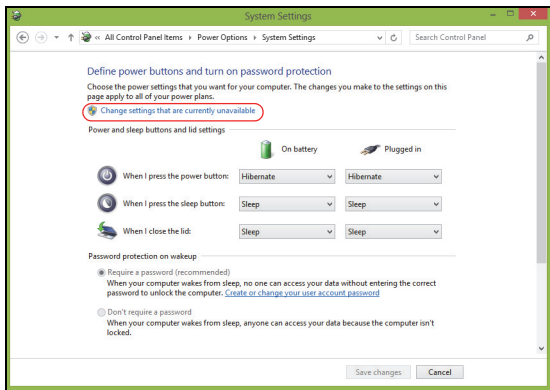 System Settings
« All Control Panel Items Power Options System Settings
Search Control Panel
Define power buttons and turn on password protection
Choose the power settings that you want for your computer. The changes you make to the settings on this
page apply to all of your power plans.
Change settings that are currently unavailable
Power and sleep buttons and lid settings
On battery Plugged in
When I press the power button: Hibernate Hibernate
When I press the sleep button: Sleep Sleep
When I close the lid: Sleep Sleep
Password protection on wakeup
Require a password (recommended)
When your computer wakes from sleep, no one can access your data without entering the correct
password to unlock the computer. Create or change your user account password
Don't require a password
When your computer wakes from sleep, anyone can access your data because the computer isn't
locked.
Save changes Cancel